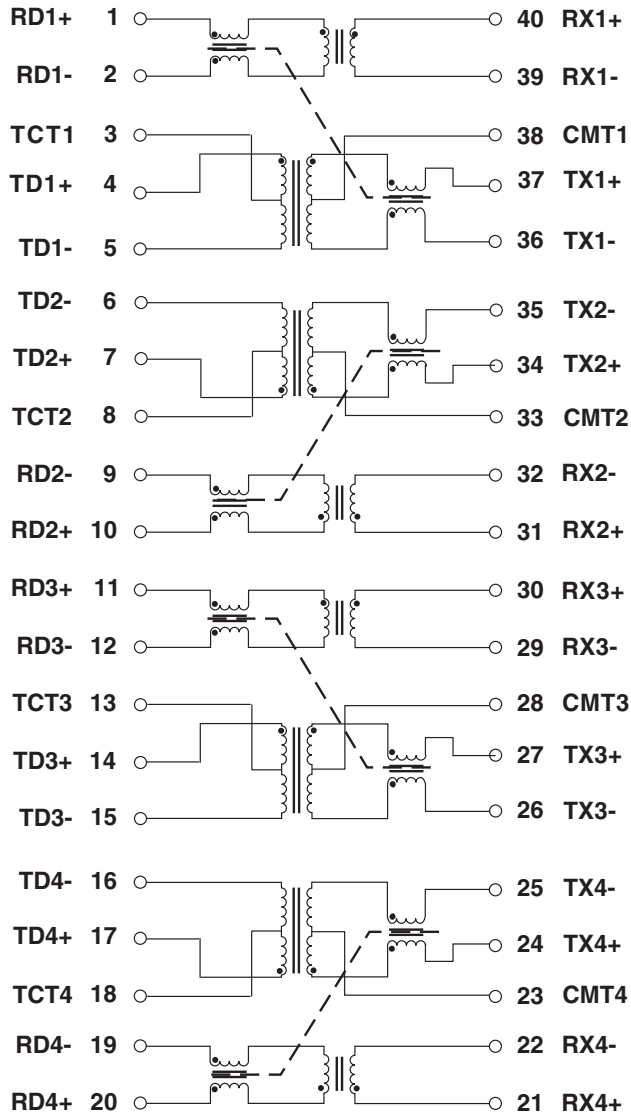 RD1+ 1 40 RX1+
RD1- 2 39 RX1-
TCT1 3 38 CMT1
TD1+ 4 37 TX1+
TD1- 5 36 TX1-
TD2- 6 35 TX2-
TD2+ 7 34 TX2+
TCT2 8 33 CMT2
RD2- 9 32 RX2-
RD2+ 10 31 RX2+
RD3+ 11 30 RX3+
RD3- 12 29 RX3-
TCT3 13 28 CMT3
TD3+ 14 27 TX3+
TD3- 15 26 TX3-
TD4- 16 25 TX4-
TD4+ 17 24 TX4+
TCT4 18 23 CMT4
RD4- 19 22 RX4-
RD4+ 20 21 RX4+